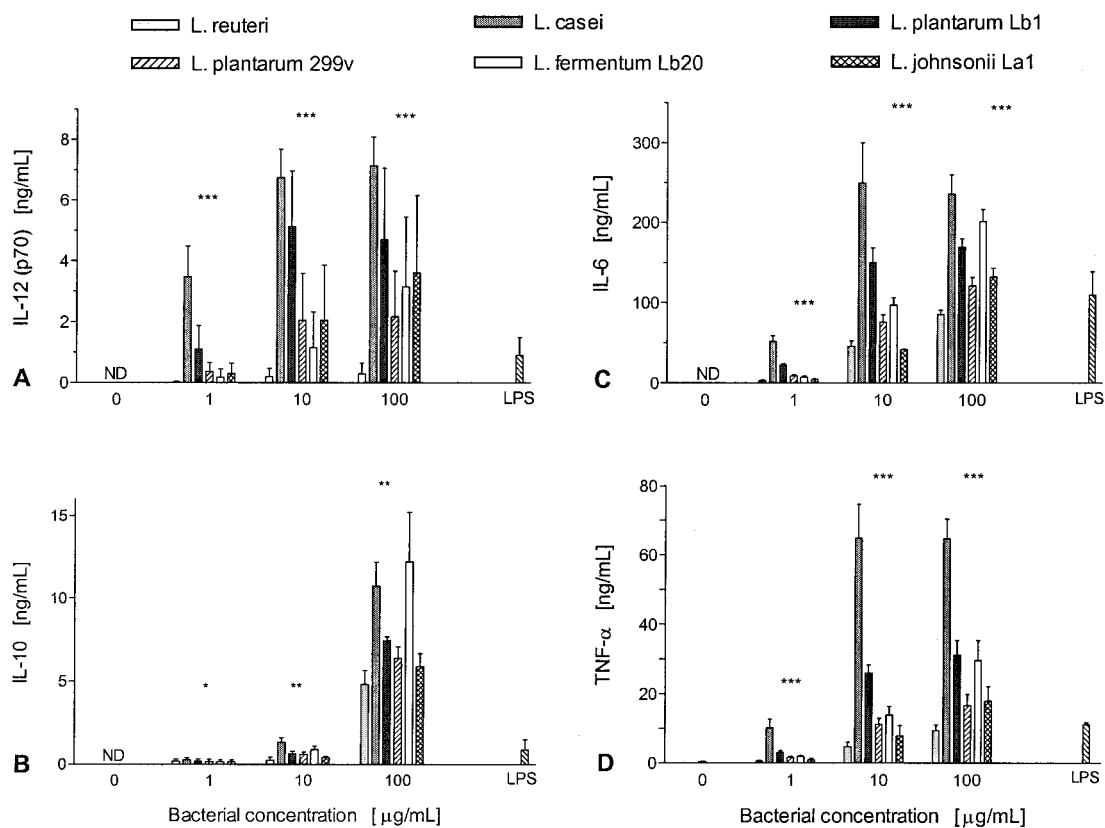 L. reuteri
L. casei
L. plantarum Lb1
L. plantarum 299v
L. fermentum Lb20
L. johnsonii La1
IL-12 (p70) [ng/mL]
8
6
4
2
0
ND
***
***
***
0
1
10
100
LPS
A
IL-10 [ng/mL]
15
10
5
0
ND
*
**
**
0
1
10
100
LPS
B
Bacterial concentration [µg/mL]
IL-6 [ng/mL]
300
200
100
0
ND
***
***
***
0
1
10
100
LPS
C
TNF-α [ng/mL]
80
60
40
20
0
***
***
***
0
1
10
100
LPS
D
Bacterial concentration [µg/mL]